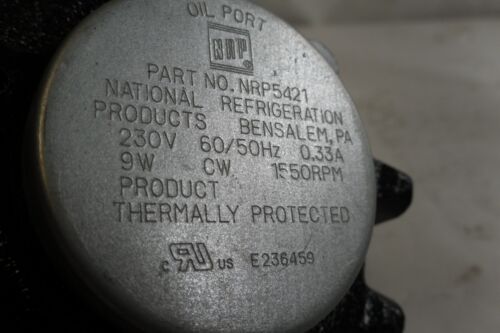 OIL PORT
NRP
PART NO. NRP5421
NATIONAL REFRIGERATION
PRODUCTS BENSALEM, PA
230V 60/50Hz 0.33A
9W CW 1550RPM
PRODUCT
THERMALLY PROTECTED
c RU US E236459